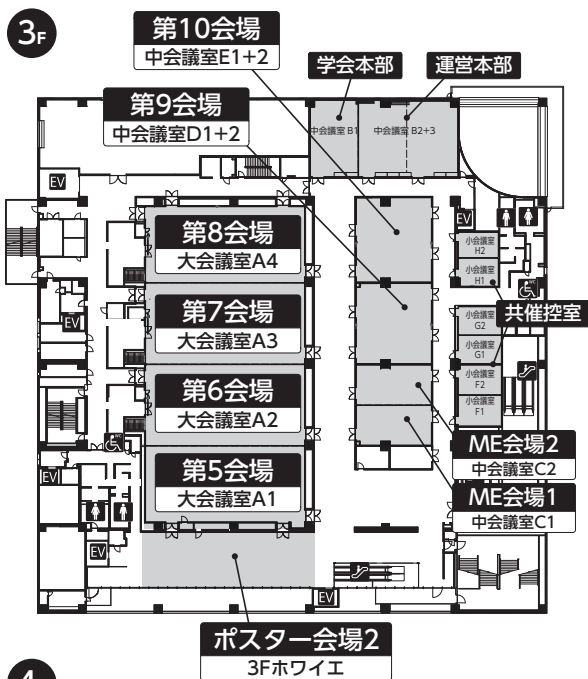 3F
第10会場
中会議室E1+2
学会本部
運営本部
第9会場
中会議室D1+2
中会議室 B1
中会議室 B2+3
EV
EV
第8会場
大会議室A4
小会議室
H2
小会議室
H1
第7会場
大会議室A3
共催控室
EV
小会議室
G2
小会議室
G1
第6会場
大会議室A2
小会議室
F2
小会議室
F1
ME会場2
中会議室C2
第5会場
大会議室A1
EV
ME会場1
中会議室C1
EV
EV
ポスター会場2
3Fホワイエ